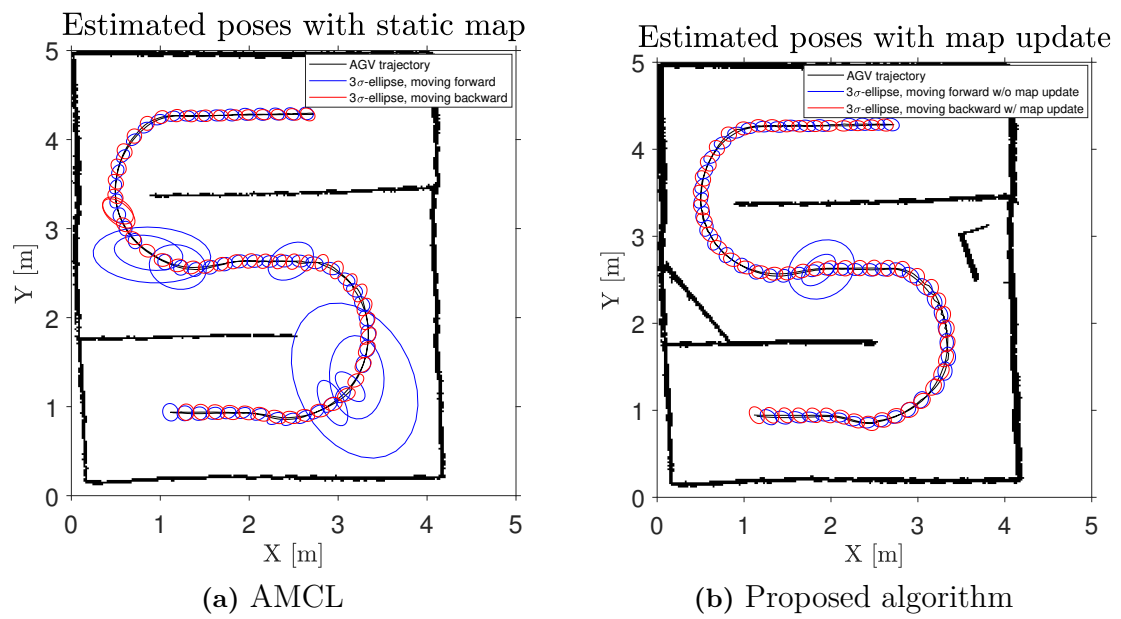 Estimated poses with static map
AGV trajectory
3σ-ellipse, moving forward
3σ-ellipse, moving backward
5
4
3
2
1
0
Y [m]
0 1 2 3 4 5
X [m]
(a) AMCL
Estimated poses with map update
AGV trajectory
3σ-ellipse, moving forward w/o map update
3σ-ellipse, moving backward w/ map update
5
4
3
2
1
0
Y [m]
0 1 2 3 4 5
X [m]
(b) Proposed algorithm